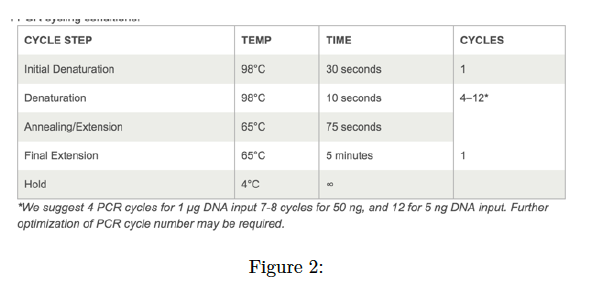 CYCLE STEP TEMP TIME CYCLES
Initial Denaturation 98°C 30 seconds 1
Denaturation 98°C 10 seconds 4–12*
Annealing/Extension 65°C 75 seconds
Final Extension 65°C 5 minutes 1
Hold 4°C ∞
*We suggest 4 PCR cycles for 1 µg DNA input 7-8 cycles for 50 ng, and 12 for 5 ng DNA input. Further
optimization of PCR cycle number may be required.
Figure 2: